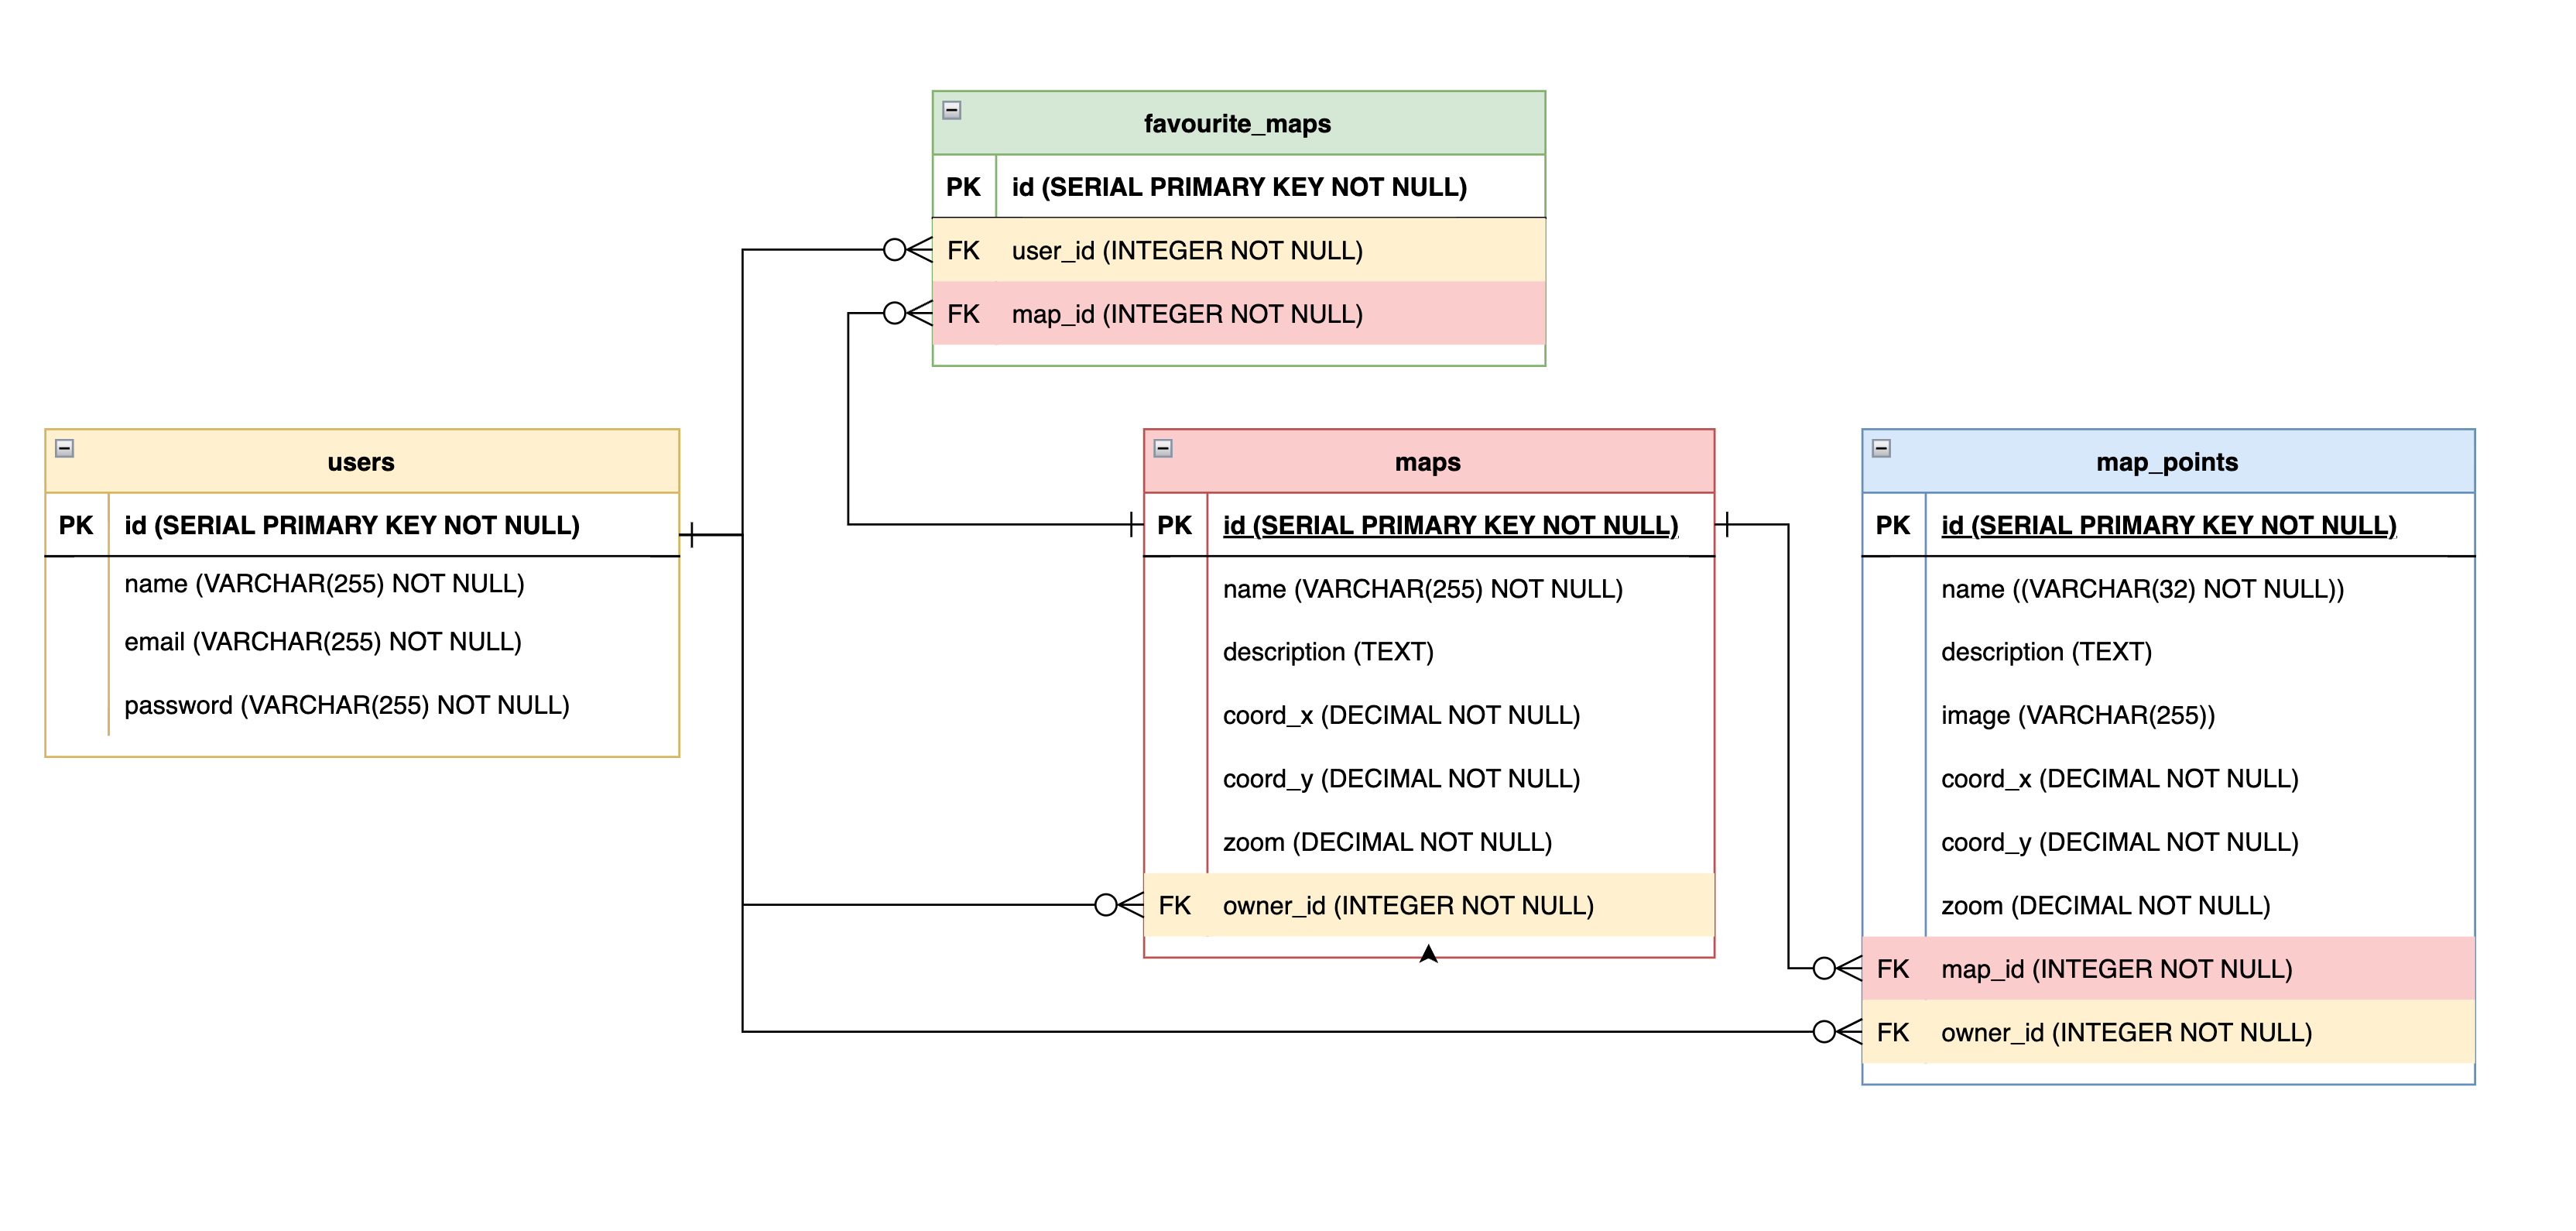 favourite_maps
PK id (SERIAL PRIMARY KEY NOT NULL)
FK user_id (INTEGER NOT NULL)
FK map_id (INTEGER NOT NULL)
users
PK id (SERIAL PRIMARY KEY NOT NULL)
name (VARCHAR(255) NOT NULL)
email (VARCHAR(255) NOT NULL)
password (VARCHAR(255) NOT NULL)
maps
PK id (SERIAL PRIMARY KEY NOT NULL)
name (VARCHAR(255) NOT NULL)
description (TEXT)
coord_x (DECIMAL NOT NULL)
coord_y (DECIMAL NOT NULL)
zoom (DECIMAL NOT NULL)
FK owner_id (INTEGER NOT NULL)
map_points
PK id (SERIAL PRIMARY KEY NOT NULL)
name ((VARCHAR(32) NOT NULL))
description (TEXT)
image (VARCHAR(255))
coord_x (DECIMAL NOT NULL)
coord_y (DECIMAL NOT NULL)
zoom (DECIMAL NOT NULL)
FK map_id (INTEGER NOT NULL)
FK owner_id (INTEGER NOT NULL)